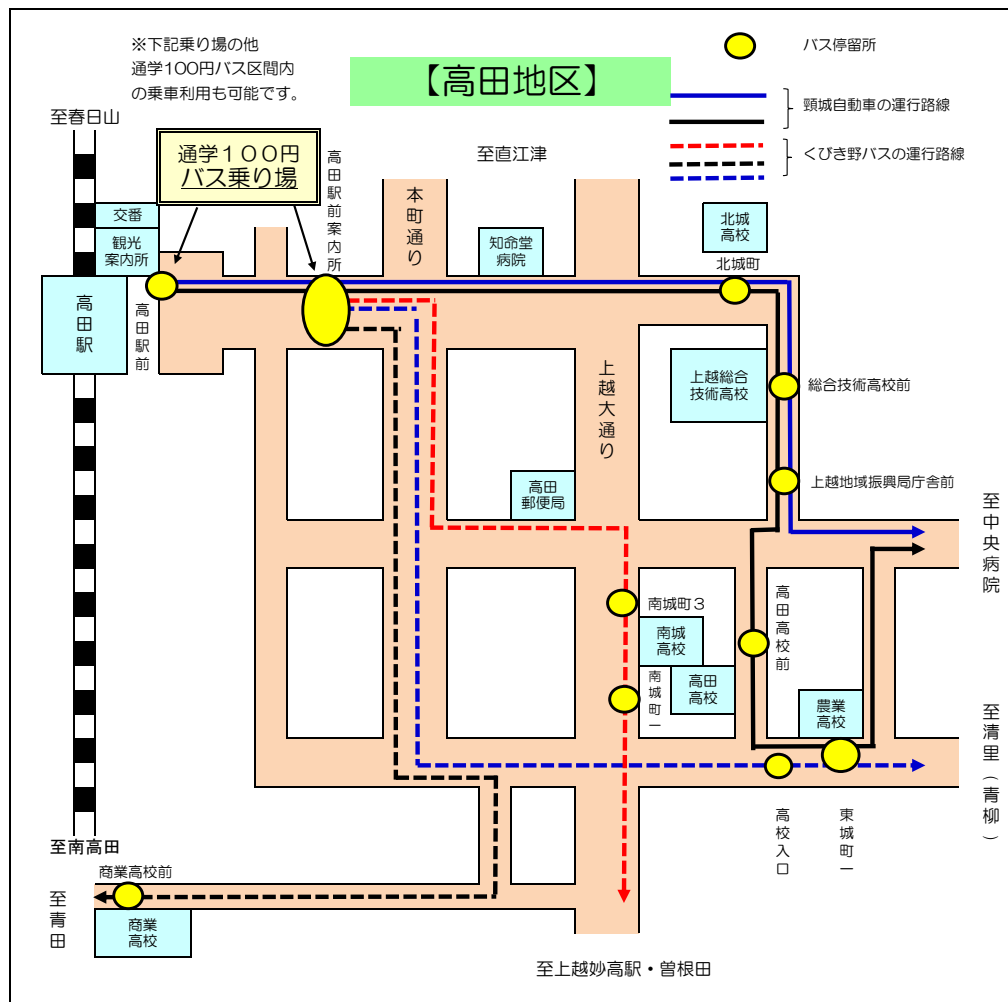 ※下記乗り場の他
通学100円バス区間内
の乗車利用も可能です。
【高田地区】
バス停留所
頸城自動車の運行路線
くびき野バスの運行路線
至春日山
通学１００円
バス乗り場
高田駅前案内所
至直江津
本町通り
交番
観光
案内所
知命堂
病院
北城
高校
北城町
高田駅
高田駅前
上越大通り
上越総合
技術高校
総合技術高校前
高田
郵便局
上越地域振興局庁舎前
至中央病院
南城町３
南城
高校
高田
高校
南城町一
高田高校前
農業
高校
至清里（青柳）
高校入口
東城町一
至南高田
商業高校前
至青田
商業
高校
至上越妙高駅・曽根田